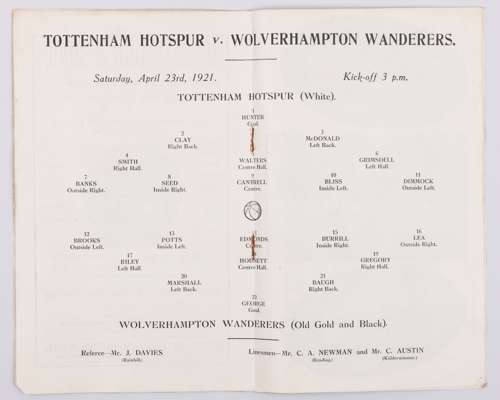 TOTTENHAM HOTSPUR v. WOLVERHAMPTON WANDERERS.
Saturday, April 23rd, 1921. Kick-off 3 p.m.
TOTTENHAM HOTSPUR (White).
1
HUNTER
Goal.
2 3
CLAY McDONALD
Right Back. Left Back.
4 6
SMITH WALTERS GRIMSDELL
Right Half. Centre Half. Left Half.
7 8 9 10 11
BANKS SEED CANTRELL BLISS DIMMOCK
Outside Right. Inside Right. Centre. Inside Left. Outside Left.
12 13 15 16
BROOKS POTTS EDMONDS BURRILL LEA
Outside Left. Inside Left. Centre. Inside Right. Outside Right.
17 19
RILEY HODNETT GREGORY
Left Half. Centre Half. Right Half.
20 21
MARSHALL BAUGH
Left Back. Right Back.
22
GEORGE
Goal.
WOLVERHAMPTON WANDERERS (Old Gold and Black).
Referee—Mr. J. DAVIES Linesmen—Mr. C. A. NEWMAN and Mr. C. AUSTIN
(Rainhill) (Reading) (Kidderminster)